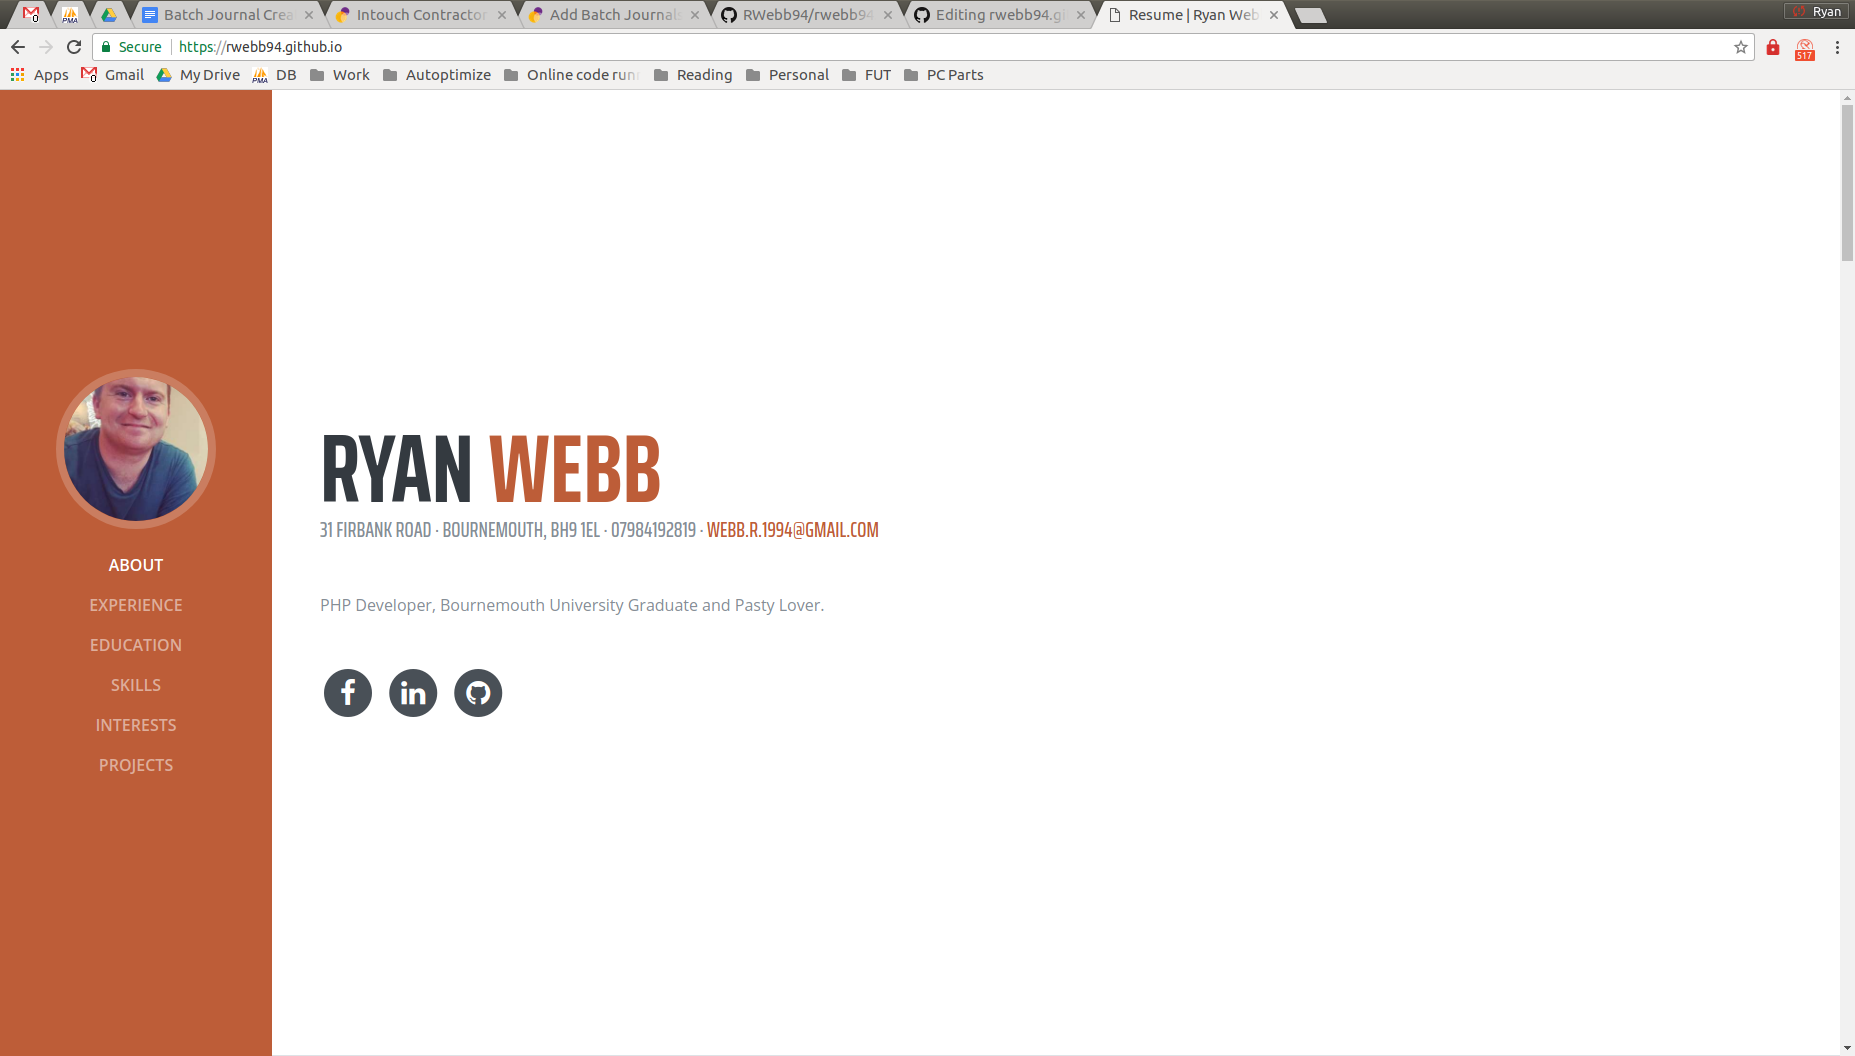 Batch Journal Crea
Intouch Contractor
Add Batch Journals
RWebb94/rwebb94
Editing rwebb94.gi
Resume | Ryan Web
Ryan
Secure
https://rwebb94.github.io
517
Apps
Gmail
My Drive
DB
Work
Autoptimize
Online code run
Reading
Personal
FUT
PC Parts
RYAN WEBB
31 FIRBANK ROAD · BOURNEMOUTH, BH9 1EL · 07984192819 · WEBB.R.1994@GMAIL.COM
PHP Developer, Bournemouth University Graduate and Pasty Lover.
ABOUT
EXPERIENCE
EDUCATION
SKILLS
INTERESTS
PROJECTS